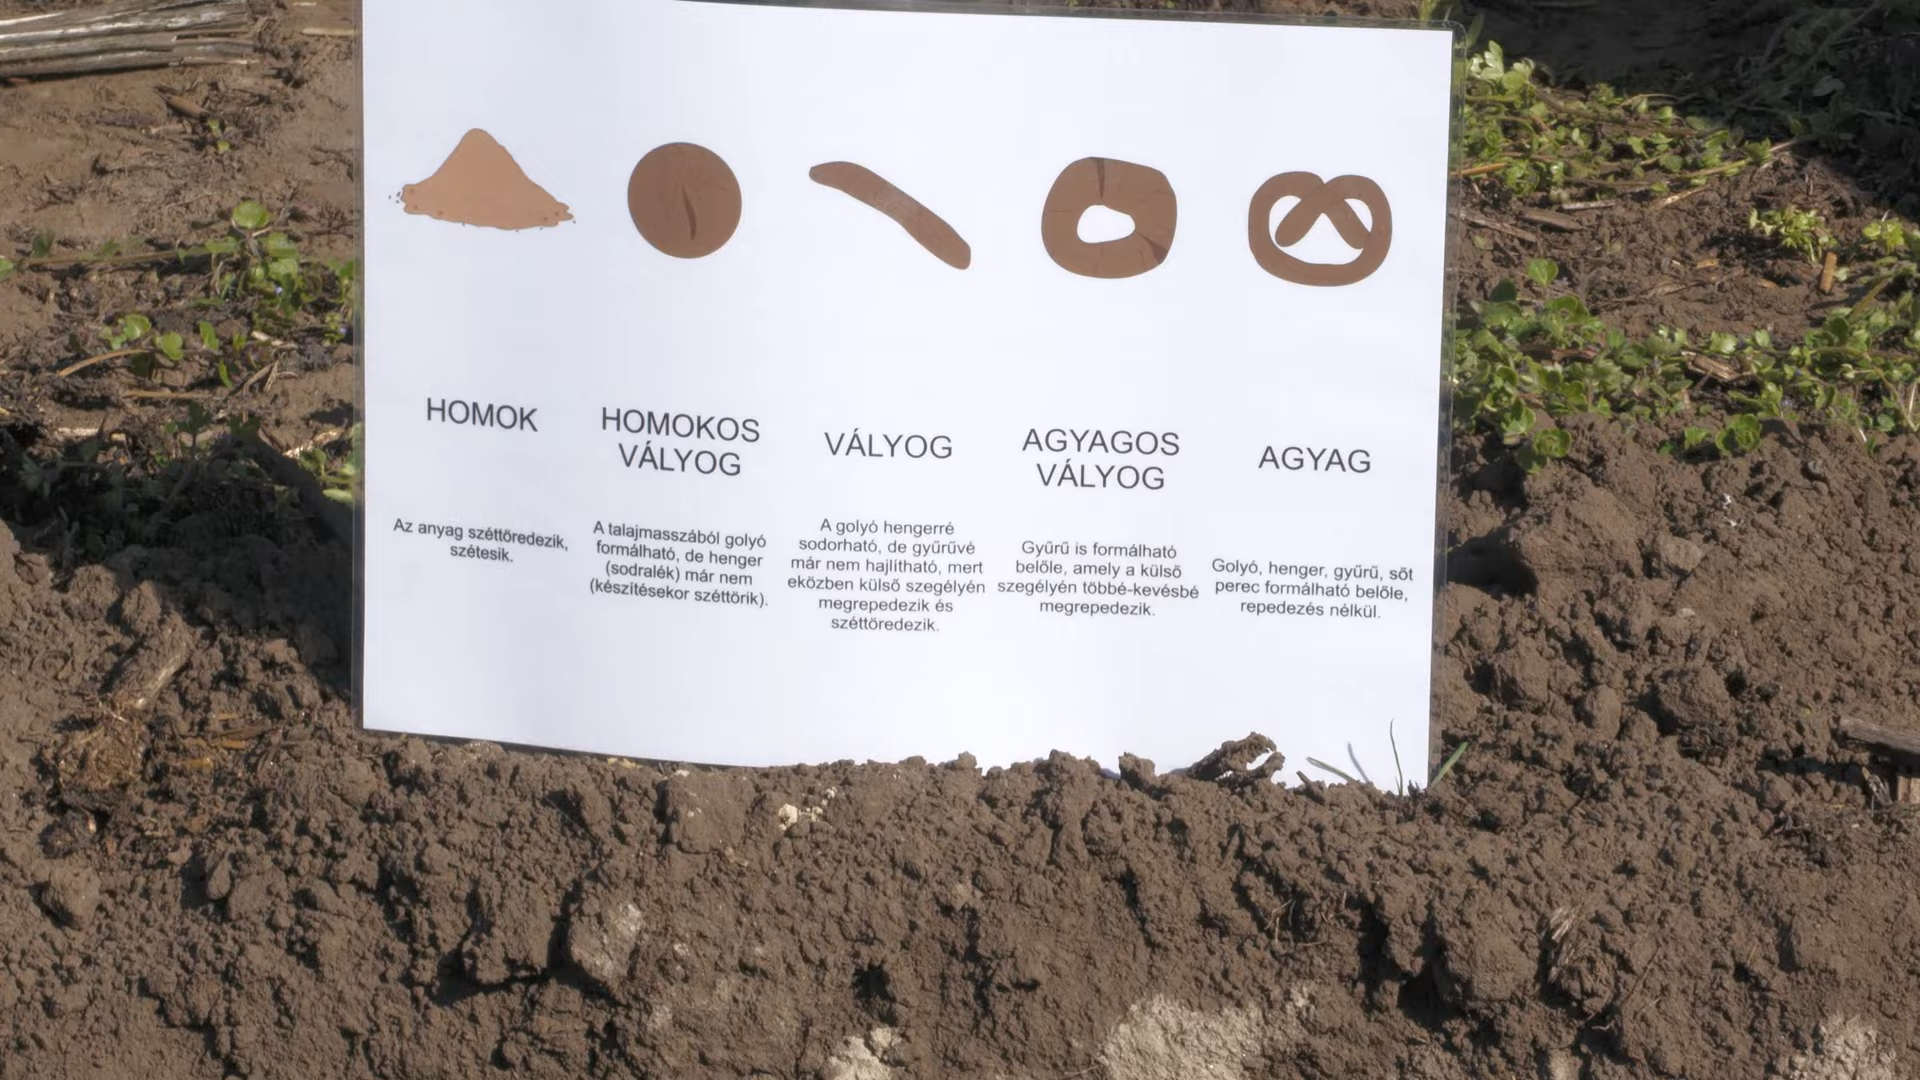 HOMOK
Az anyag széttöredezik,
szétesik.
HOMOKOS
VÁLYOG
A talajmasszából golyó
formálható, de henger
(sodralék) már nem
(készítésekor széttörik).
VÁLYOG
A golyó hengerré
sodorható, de gyűrűvé
már nem hajlítható, mert
eközben külső szegélyén
megrepedezik és
széttöredezik.
AGYAGOS
VÁLYOG
Gyűrű is formálható
belőle, amely a külső
szegélyén többé-kevésbé
megrepedezik.
AGYAG
Golyó, henger, gyűrű, sőt
perec formálható belőle,
repedezés nélkül.